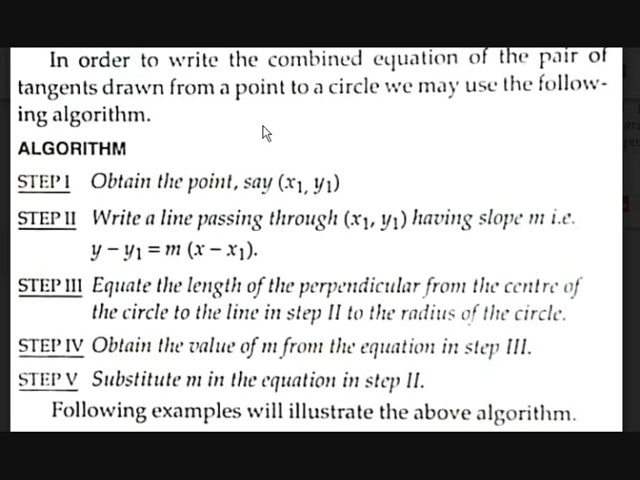 In order to write the combined equation of the pair of
tangents drawn from a point to a circle we may use the follow-
ing algorithm.
ALGORITHM
STEP I Obtain the point, say (x₁, y₁)
STEP II Write a line passing through (x₁, y₁) having slope m i.e.
y – y₁ = m (x – x₁).
STEP III Equate the length of the perpendicular from the centre of
the circle to the line in step II to the radius of the circle.
STEP IV Obtain the value of m from the equation in step III.
STEP V Substitute m in the equation in step II.
Following examples will illustrate the above algorithm.